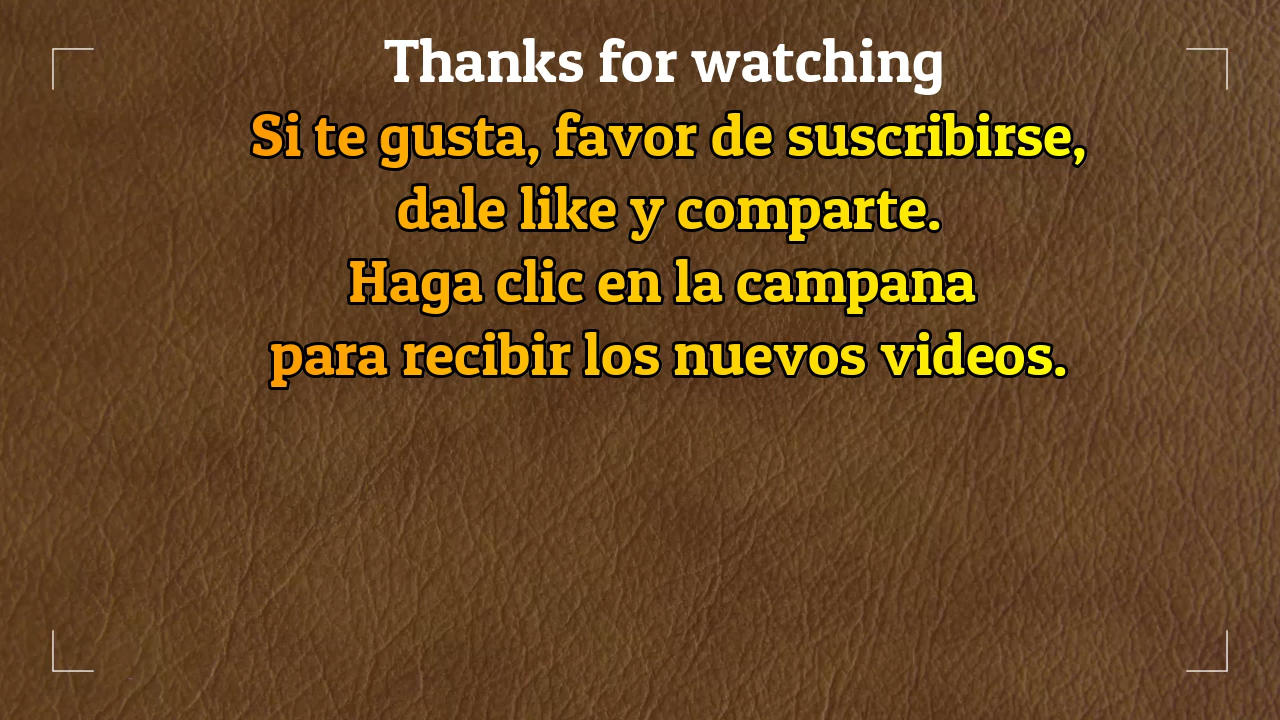 Thanks for watching
Si te gusta, favor de suscribirse,
dale like y comparte.
Haga clic en la campana
para recibir los nuevos videos.